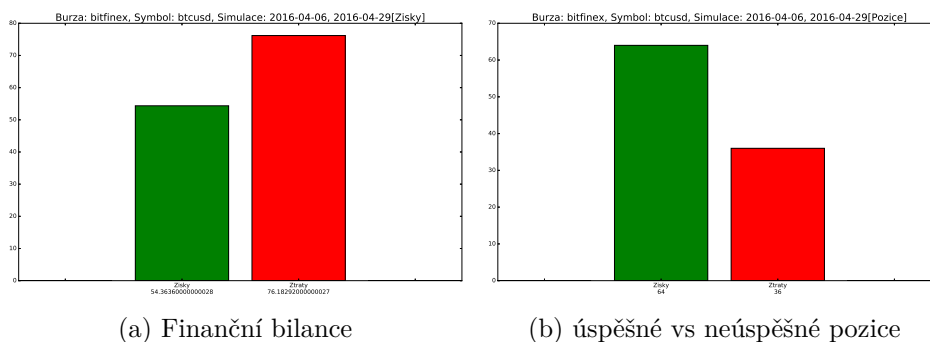 Burza: bitfinex, Symbol: btcusd, Simulace: 2016-04-06, 2016-04-29[Zisky]
80
70
60
50
40
30
20
10
0
Zisky
54.36360000000028
Ztraty
76.18292000000027
(a) Finanční bilance
Burza: bitfinex, Symbol: btcusd, Simulace: 2016-04-06, 2016-04-29[Pozice]
70
60
50
40
30
20
10
0
Zisky
64
Ztraty
36
(b) úspěšné vs neúspěšné pozice